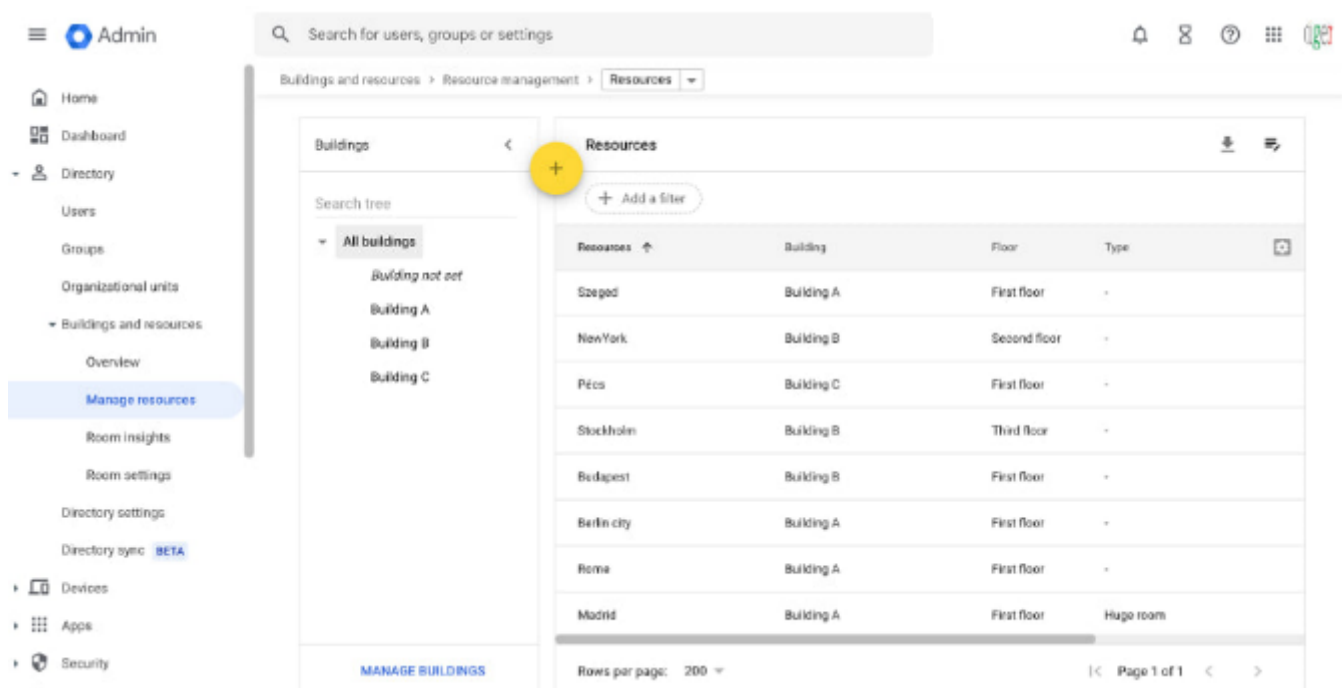 Admin
Search for users, groups or settings
Buildings and resources > Resource management > Resources
Home
Dashboard
Directory
Users
Groups
Organizational units
Buildings and resources
Overview
Manage resources
Room insights
Room settings
Directory settings
Directory sync BETA
Devices
Apps
Security
Buildings
Search tree
All buildings
Building not set
Building A
Building B
Building C
MANAGE BUILDINGS
Resources
+ Add a filter
Resources Building Floor Type
Szeged Building A First floor -
NewYork Building B Second floor -
Pécs Building C First floor -
Stockholm Building B Third floor -
Budapest Building B First floor -
Berlin city Building A First floor -
Rome Building A First floor -
Madrid Building A First floor Huge room
Rows per page: 200 Page 1 of 1